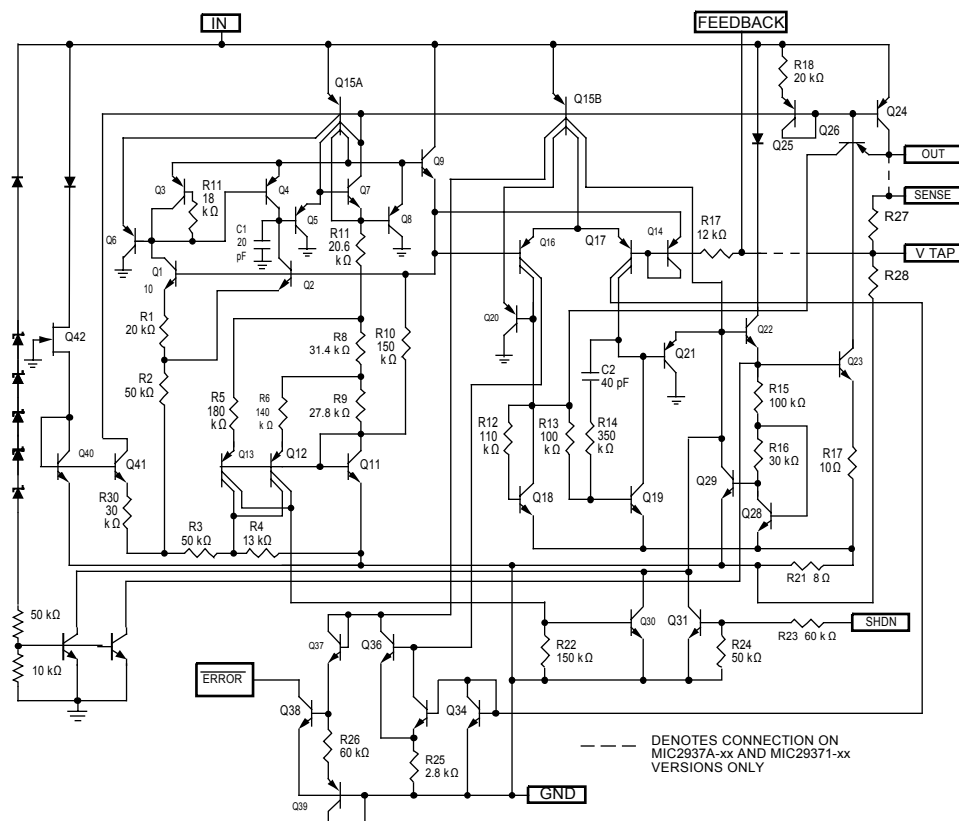 IN
FEEDBACK
R18
20 kΩ
Q15A
Q15B
Q24
Q26
Q25
OUT
Q9
SENSE
Q3
R11
18
kΩ
Q4
Q7
R27
C1
20
pF
Q5
Q8
R17
12 kΩ
Q6
Q16
Q17
Q14
V TAP
R11
20.6
kΩ
R28
Q1
10
Q2
Q42
R1
20 kΩ
R10
150
kΩ
Q20
Q22
R8
31.4 kΩ
Q21
Q23
R2
50 kΩ
C2
40 pF
R15
100 kΩ
R5
180
kΩ
R6
140
kΩ
R9
27.8 kΩ
R12
110
kΩ
R13
100
kΩ
R14
350
kΩ
R16
30 kΩ
R17
10Ω
Q40
Q41
Q13
Q12
Q11
Q29
R30
30
kΩ
Q18
Q19
Q28
R3
50 kΩ
R4
13 kΩ
R21 8 Ω
50 kΩ
10 kΩ
Q37
Q36
R22
150 kΩ
Q30
Q31
R24
50 kΩ
R23 60 kΩ
SHDN
ERROR
Q38
Q34
R26
60 kΩ
R25
2.8 kΩ
DENOTES CONNECTION ON
MIC2937A-xx AND MIC29371-xx
VERSIONS ONLY
Q39
GND